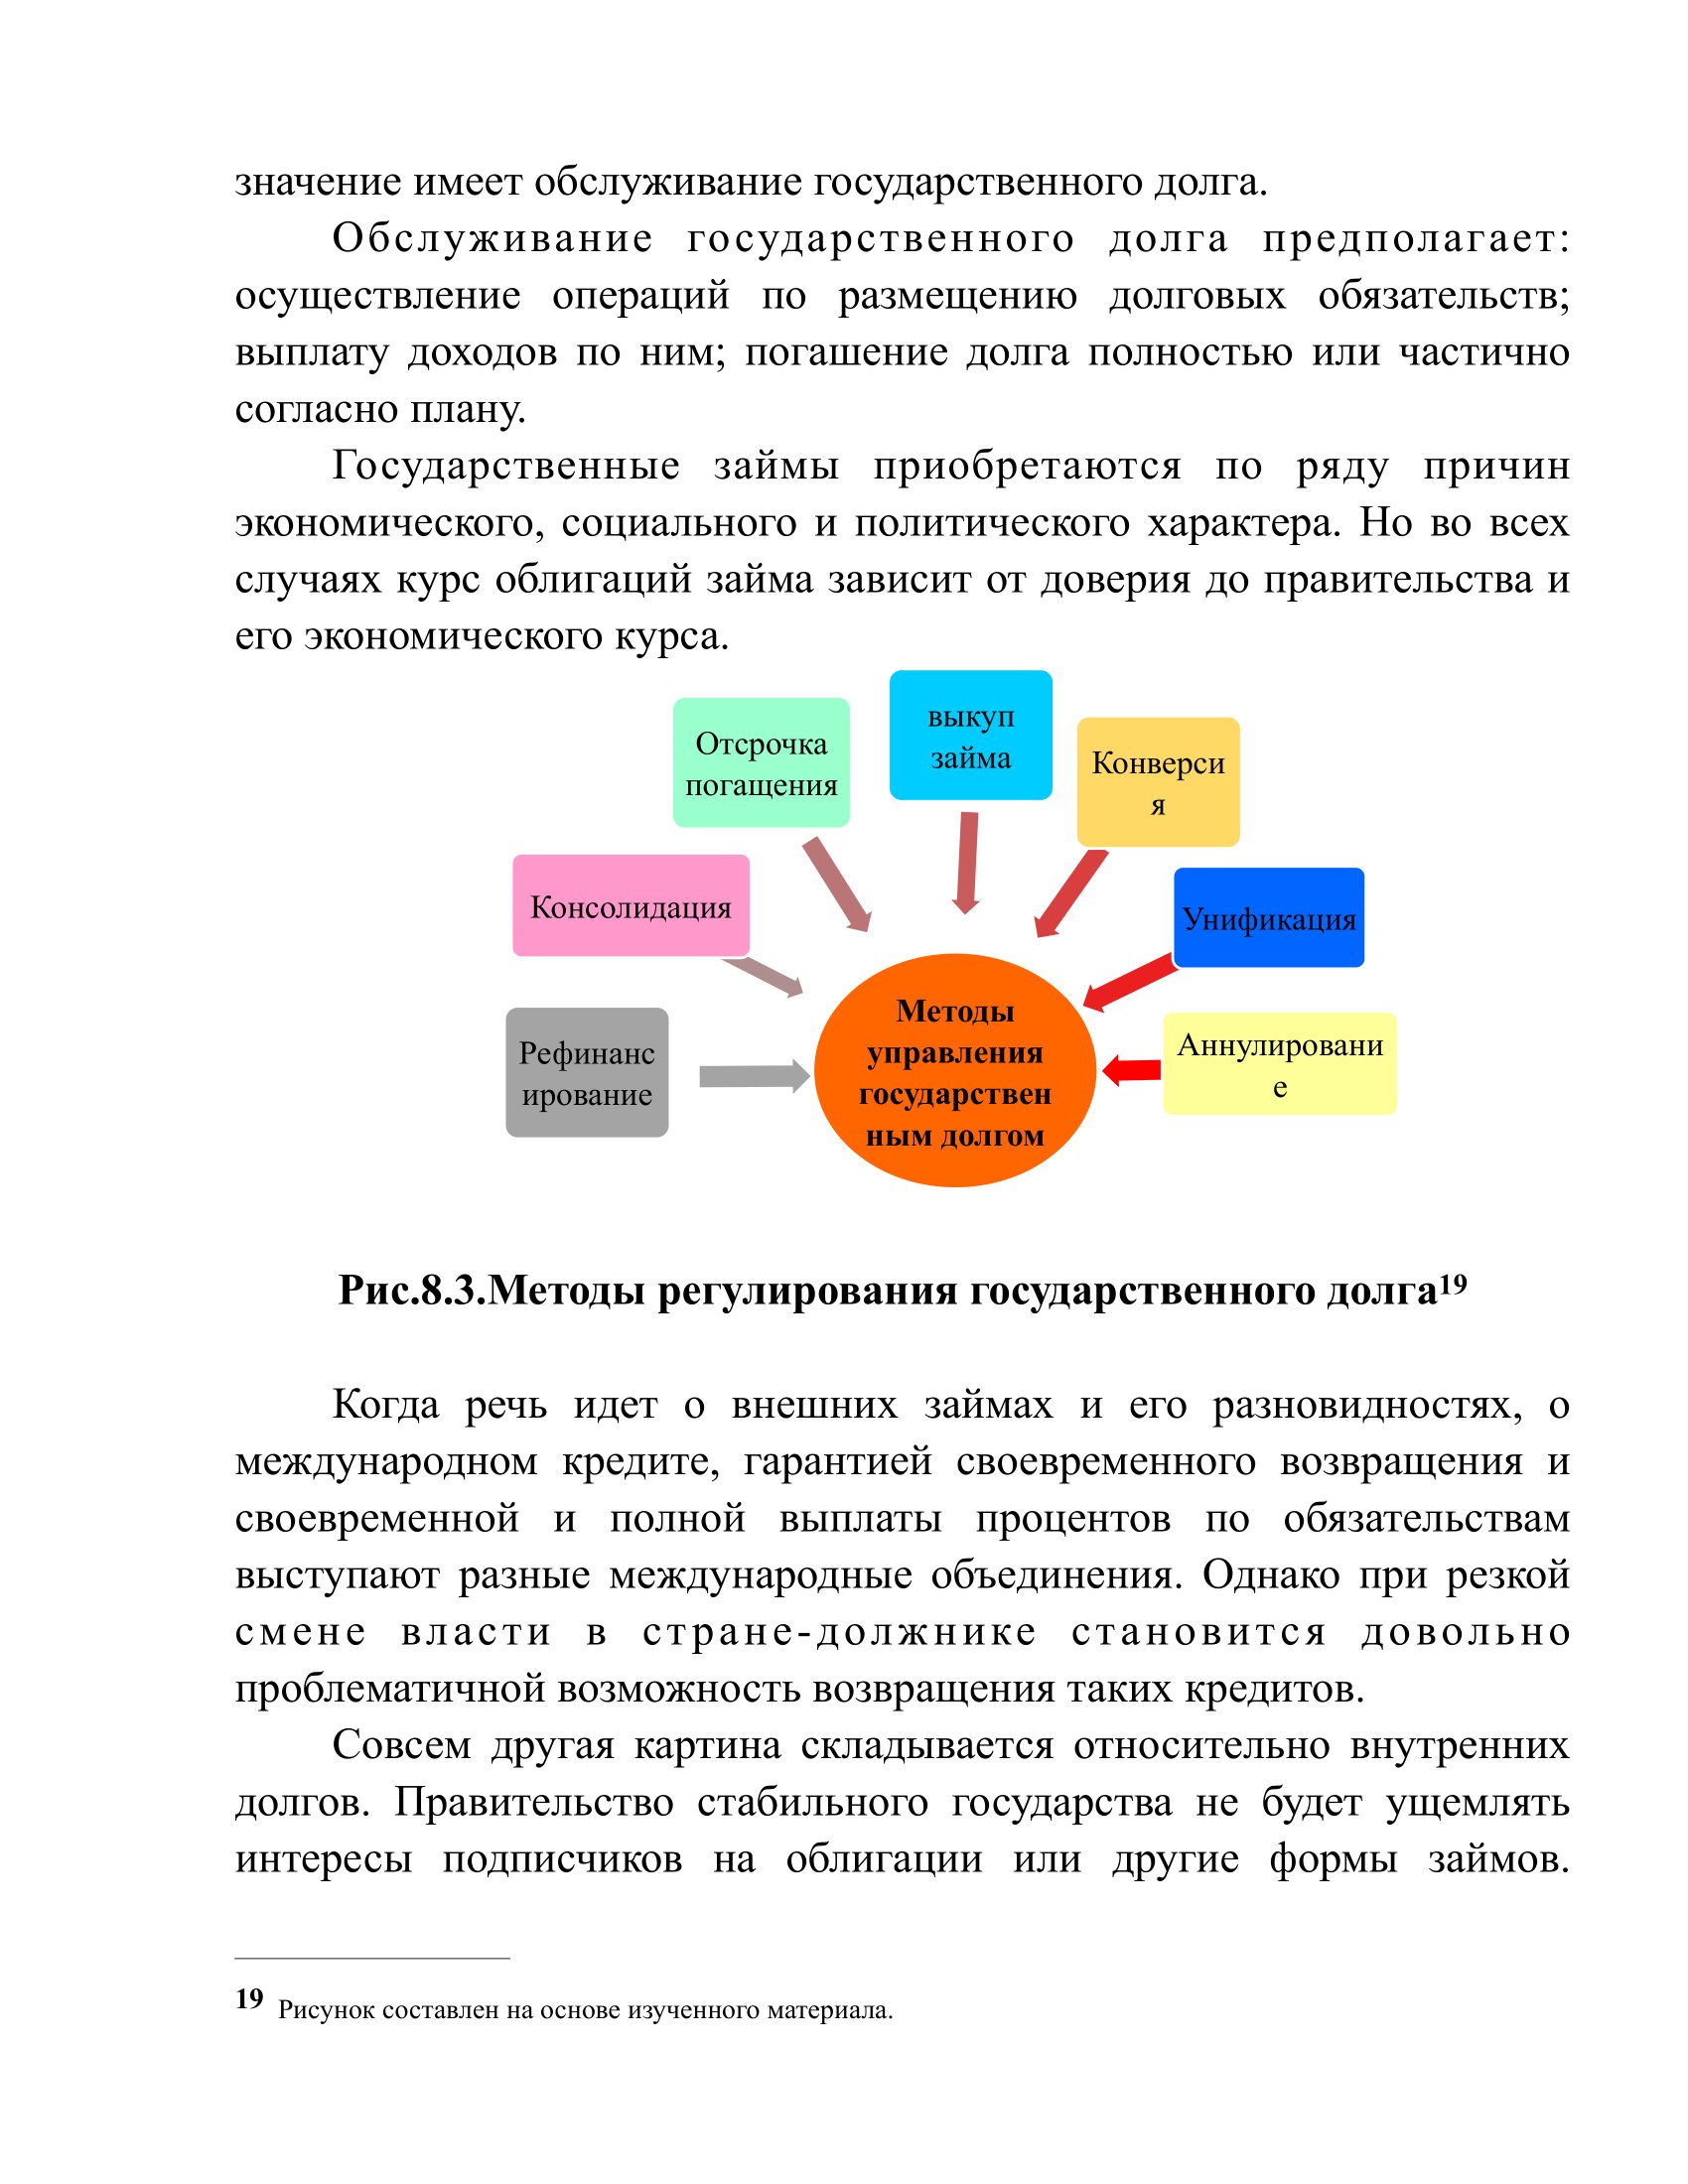 значение имеет обслуживание государственного долга.
Обслуживание государственного долга предполагает:
осуществление операций по размещению долговых обязательств;
выплату доходов по ним; погашение долга полностью или частично
согласно плану.
Государственные займы приобретаются по ряду причин
экономического, социального и политического характера. Но во всех
случаях курс облигаций займа зависит от доверия до правительства и
его экономического курса.
выкуп
займа
Отсрочка
погащения
Конверси
я
Консолидация
Унификация
Рефинанс
ирование
Методы
управления
государствен
ным долгом
Аннулировани
е
Рис.8.3.Методы регулирования государственного долга19
Когда речь идет о внешних займах и его разновидностях, о
международном кредите, гарантией своевременного возвращения и
своевременной и полной выплаты процентов по обязательствам
выступают разные международные объединения. Однако при резкой
смене власти в стране-должнике становится довольно
проблематичной возможность возвращения таких кредитов.
Совсем другая картина складывается относительно внутренних
долгов. Правительство стабильного государства не будет ущемлять
интересы подписчиков на облигации или другие формы займов.
19 Рисунок составлен на основе изученного материала.